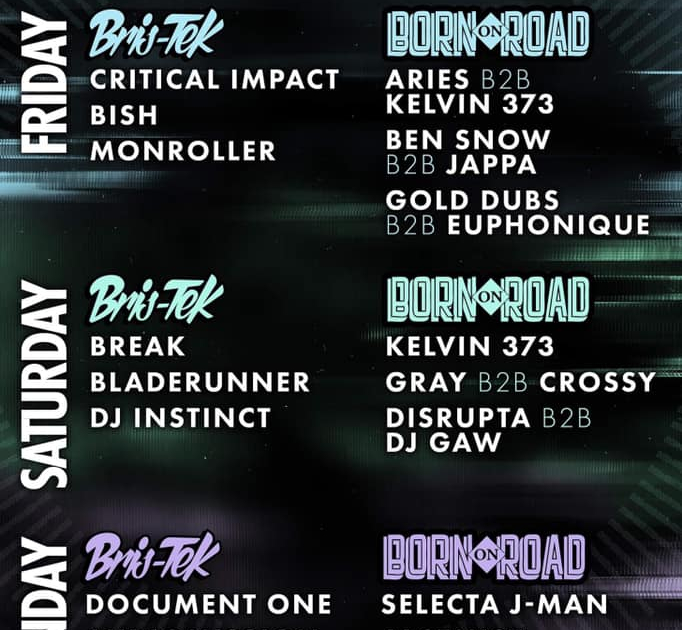 FRIDAY
Bris-Tek
CRITICAL IMPACT
BISH
MONROLLER
BORN ON ROAD
ARIES B2B
KELVIN 373
BEN SNOW
B2B JAPPA
GOLD DUBS
B2B EUPHONIQUE
SATURDAY
Bris-Tek
BREAK
BLADERUNNER
DJ INSTINCT
BORN ON ROAD
KELVIN 373
GRAY B2B CROSSY
DISRUPTA B2B
DJ GAW
NDAY
Bris-Tek
DOCUMENT ONE
BORN ON ROAD
SELECTA J-MAN